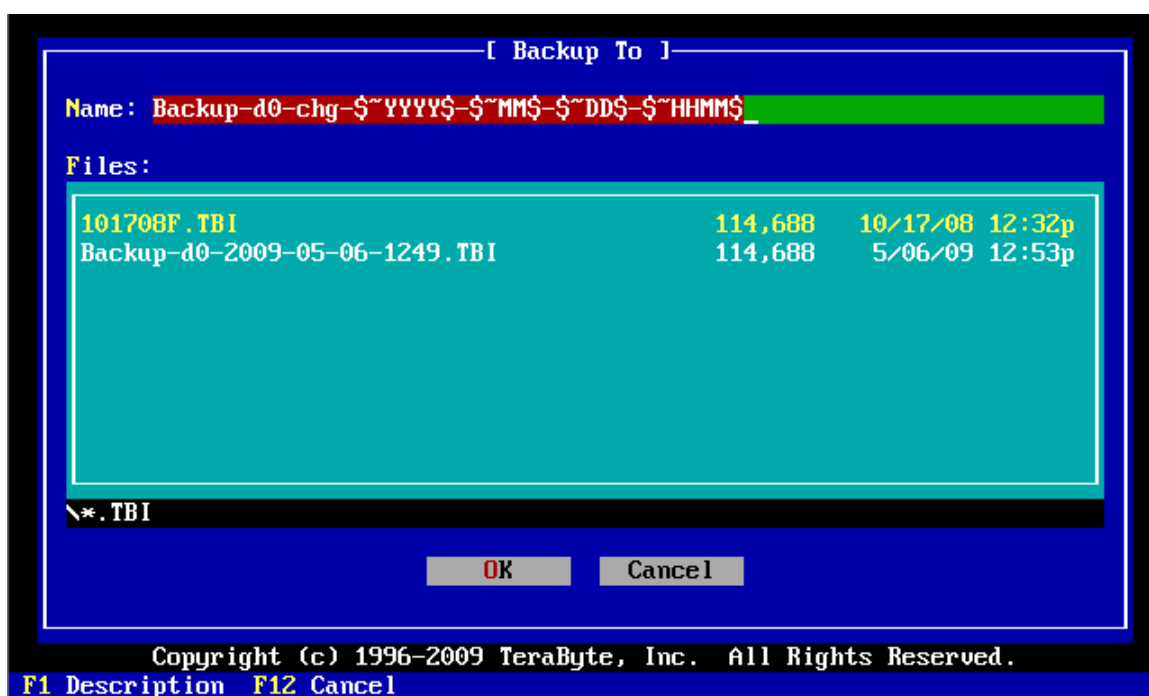 [ Backup To ]
Name: Backup-d0-chg-$~YYYY$-$~MM$-$~DD$-$~HHMM$_
Files:
101708F.TBI 114,688 10/17/08 12:32p
Backup-d0-2009-05-06-1249.TBI 114,688 5/06/09 12:53p
\*.TBI
OK Cancel
Copyright (c) 1996-2009 TeraByte, Inc. All Rights Reserved.
F1 Description F12 Cancel